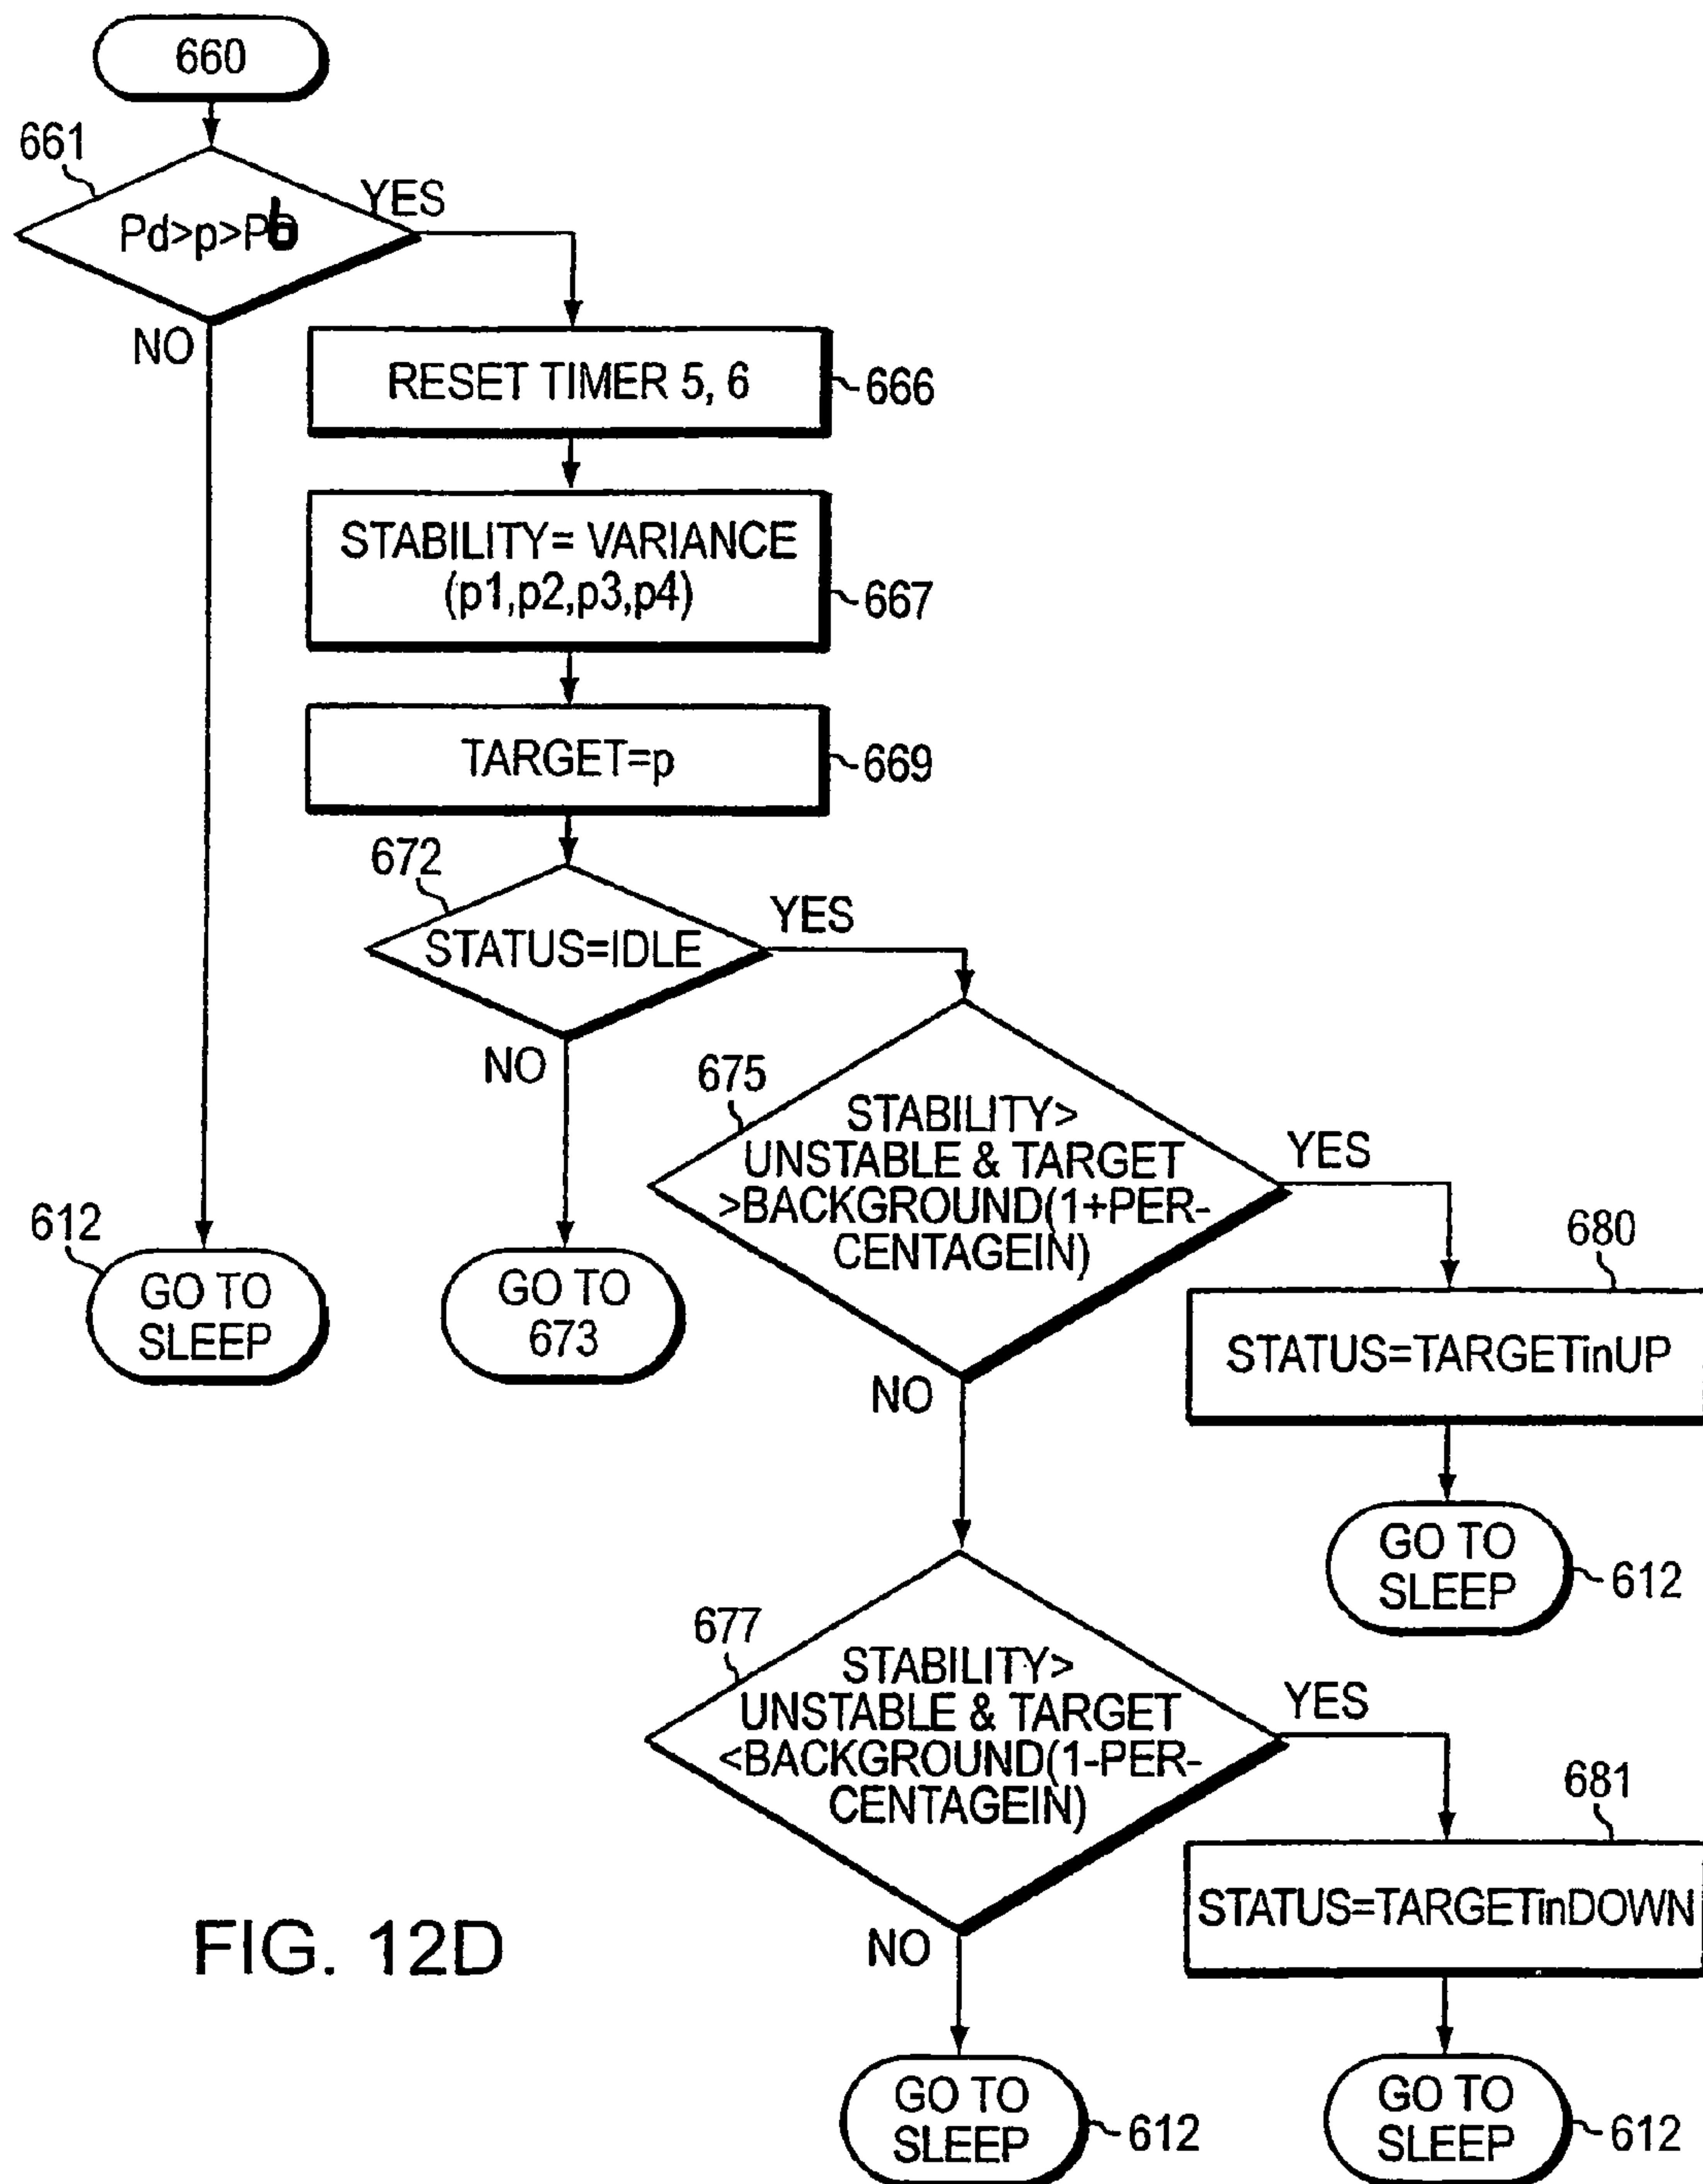 660
661
YES
Pd>p>Pb
NO
RESET TIMER 5, 6
666
STABILITY= VARIANCE
(p1,p2,p3,p4)
667
TARGET=p
669
672
YES
STATUS=IDLE
NO
675
STABILITY>
UNSTABLE & TARGET
>BACKGROUND(1+PER-
CENTAGEIN)
YES
NO
612
GO TO
SLEEP
GO TO
673
680
STATUS=TARGETinUP
GO TO
SLEEP
612
677
STABILITY>
UNSTABLE & TARGET
<BACKGROUND(1-PER-
CENTAGEIN)
YES
NO
681
STATUS=TARGETinDOWN
FIG. 12D
GO TO
SLEEP
612
GO TO
SLEEP
612